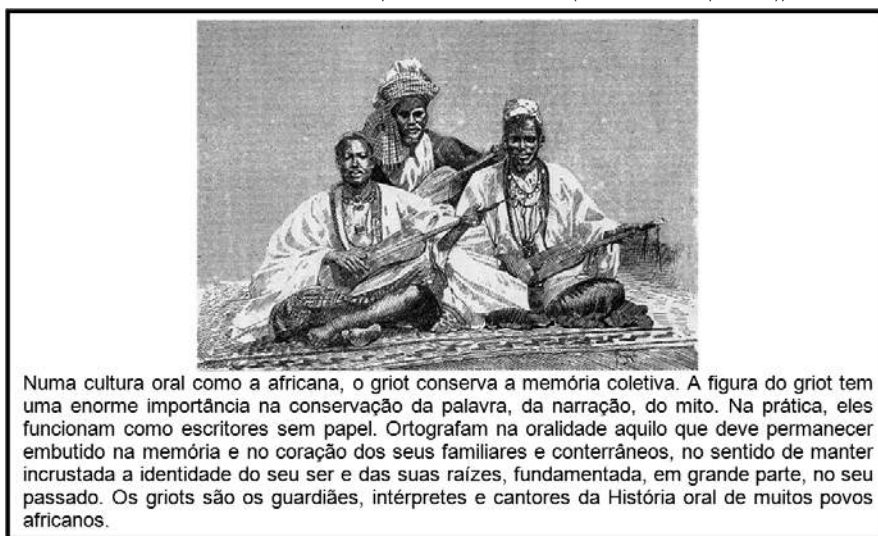 Numa cultura oral como a africana, o griot conserva a memória coletiva. A figura do griot tem
uma enorme importância na conservação da palavra, da narração, do mito. Na prática, eles
funcionam como escritores sem papel. Ortografam na oralidade aquilo que deve permanecer
embutido na memória e no coração dos seus familiares e conterrâneos, no sentido de manter
incrustada a identidade do seu ser e das suas raízes, fundamentada, em grande parte, no seu
passado. Os griots são os guardiães, intérpretes e cantores da História oral de muitos povos
africanos.